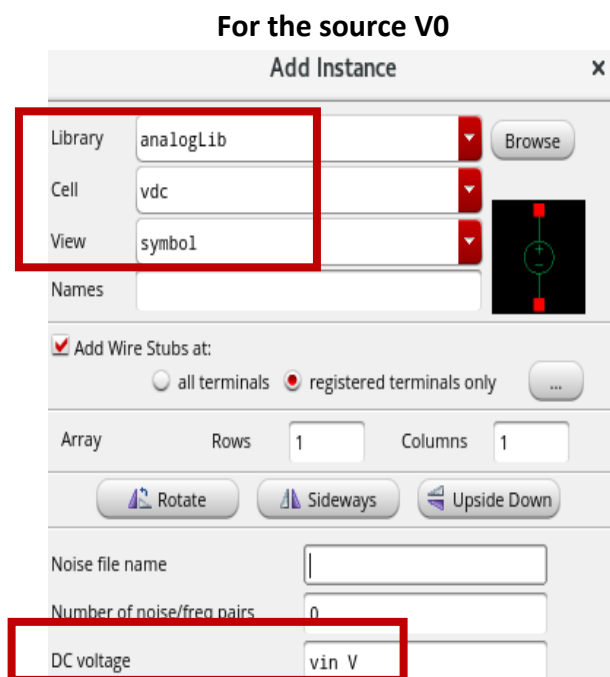 For the source V0
Add Instance ×
Library analogLib Browse
Cell vdc
View symbol
Names
Add Wire Stubs at:
all terminals registered terminals only ...
Array Rows 1 Columns 1
Rotate Sideways Upside Down
Noise file name
Number of noise/freq pairs 0
DC voltage vin V